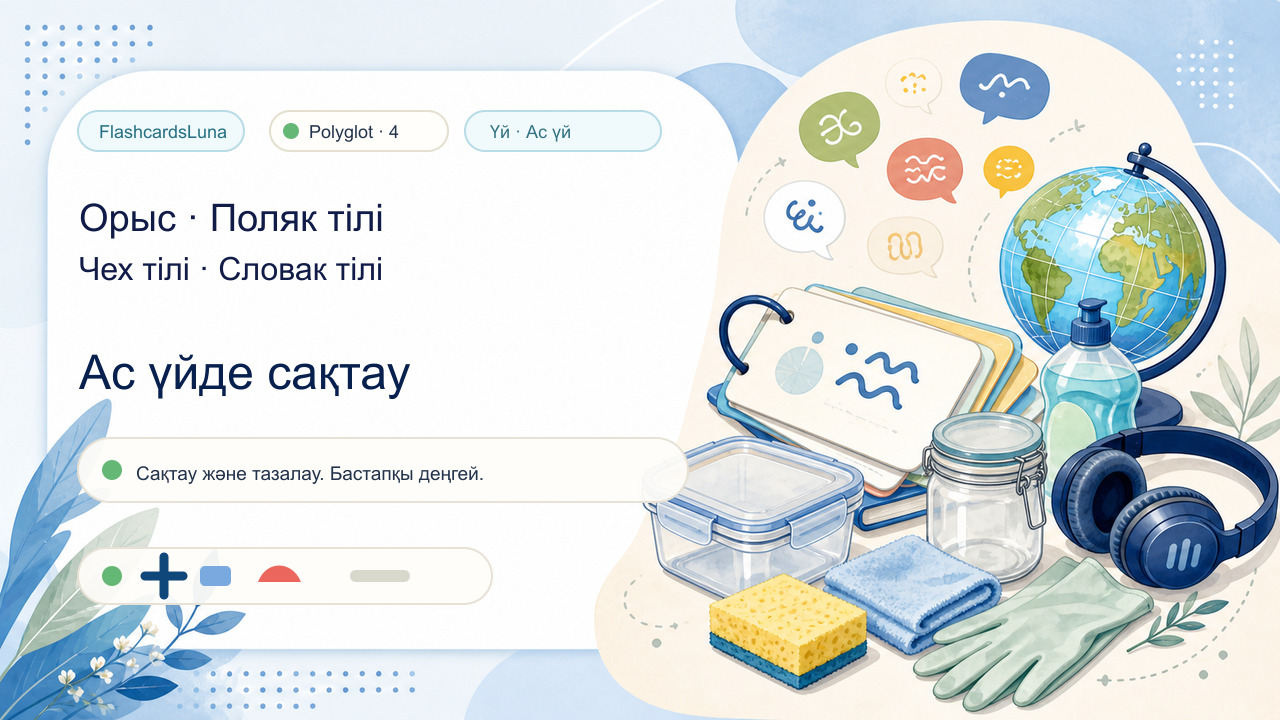 FlashcardsLuna
Polyglot · 4
Үй · Ас үй
Орыс · Поляк тілі
Чех тілі · Словак тілі
Ас үйде сақтау
Сақтау және тазалау. Бастапқы деңгей.